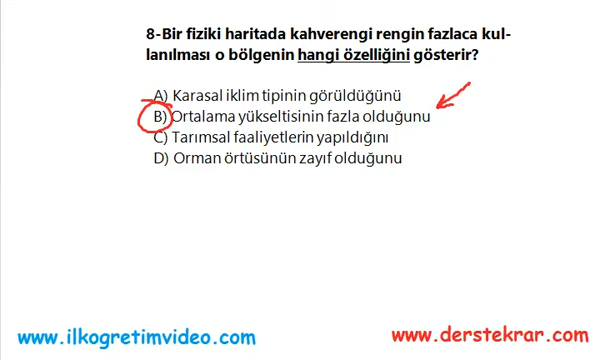 8-Bir fiziki haritada kahverengi rengin fazlaca kul-
lanılması o bölgenin hangi özelliğini gösterir?
A) Karasal iklim tipinin görüldüğünü
B) Ortalama yükseltisinin fazla olduğunu
C) Tarımsal faaliyetlerin yapıldığını
D) Orman örtüsünün zayıf olduğunu
www.ilkogretimvideo.com
www.derstekrar.com